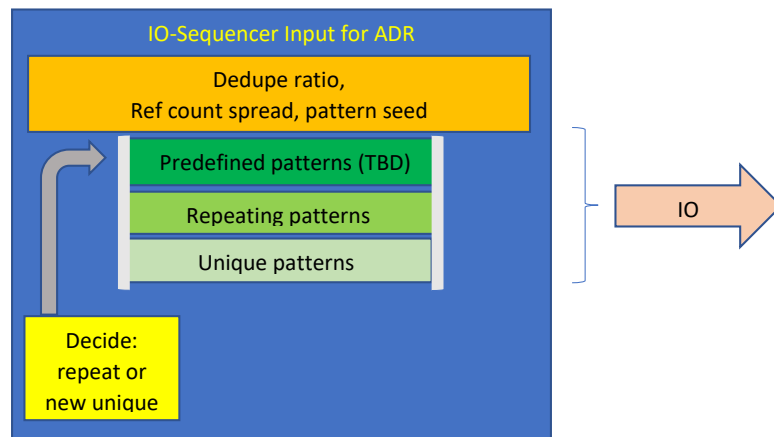 IO-Sequencer Input for ADR
Dedupe ratio,
Ref count spread, pattern seed
Predefined patterns (TBD)
Repeating patterns
Unique patterns
IO
Decide:
repeat or
new unique